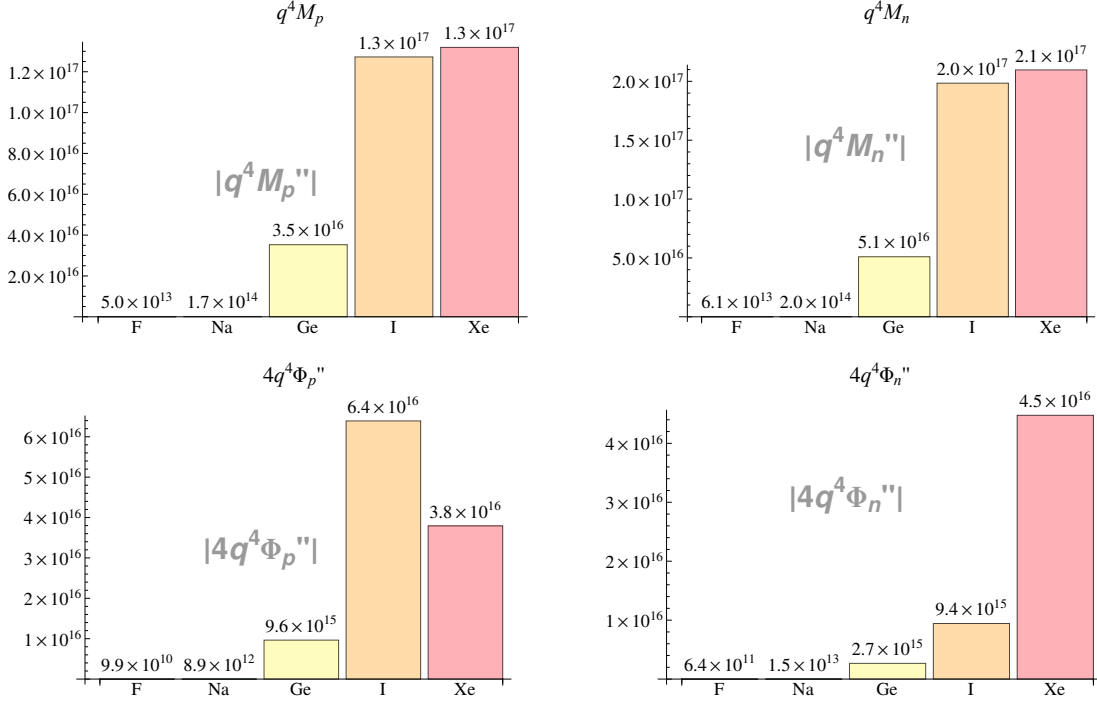 q⁴M_p
1.2×10¹⁷
1.0×10¹⁷
8.0×10¹⁶
6.0×10¹⁶
4.0×10¹⁶
2.0×10¹⁶
5.0×10¹³ 1.7×10¹⁴ 3.5×10¹⁶ 1.3×10¹⁷ 1.3×10¹⁷
|q⁴M_p"|
F Na Ge I Xe
q⁴M_n
2.0×10¹⁷
1.5×10¹⁷
1.0×10¹⁷
5.0×10¹⁶
6.1×10¹³ 2.0×10¹⁴ 5.1×10¹⁶ 2.0×10¹⁷ 2.1×10¹⁷
|q⁴M_n"|
F Na Ge I Xe
4q⁴Φ_p"
6×10¹⁶
5×10¹⁶
4×10¹⁶
3×10¹⁶
2×10¹⁶
1×10¹⁶
9.9×10¹⁰ 8.9×10¹² 9.6×10¹⁵ 6.4×10¹⁶ 3.8×10¹⁶
|4q⁴Φ_p"|
F Na Ge I Xe
4q⁴Φ_n"
4×10¹⁶
3×10¹⁶
2×10¹⁶
1×10¹⁶
6.4×10¹¹ 1.5×10¹³ 2.7×10¹⁵ 9.4×10¹⁵ 4.5×10¹⁶
|4q⁴Φ_n"|
F Na Ge I Xe